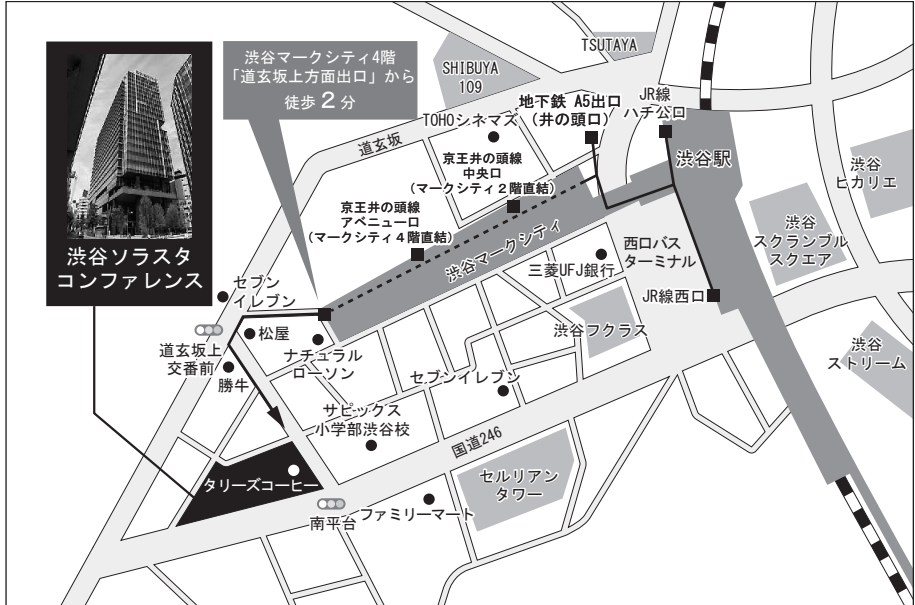 渋谷ソラスタ
コンファレンス
渋谷マークシティ4階
「道玄坂上方面出口」から
徒歩 2 分
TSUTAYA
SHIBUYA
109
道玄坂
TOHOシネマズ
地下鉄 A5出口
(井の頭口)
JR線
ハチ公口
渋谷駅
渋谷
ヒカリエ
京王井の頭線
中央口
(マークシティ2階直結)
京王井の頭線
アベニュー口
(マークシティ4階直結)
渋谷マークシティ
西口バス
ターミナル
渋谷
スクランブル
スクエア
三菱UFJ銀行
JR線西口
セブン
イレブン
松屋
道玄坂上
交番前
勝牛
ナチュラル
ローソン
渋谷フクラス
渋谷
ストリーム
セブンイレブン
サピックス
小学部渋谷校
国道246
タリーズコーヒー
セルリアン
タワー
南平台
ファミリーマート